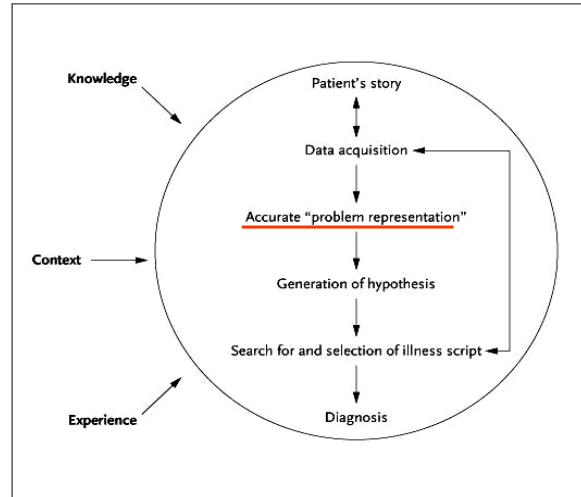 Knowledge
Patient's story
Data acquisition
Accurate "problem representation"
Context
Generation of hypothesis
Search for and selection of illness script
Experience
Diagnosis